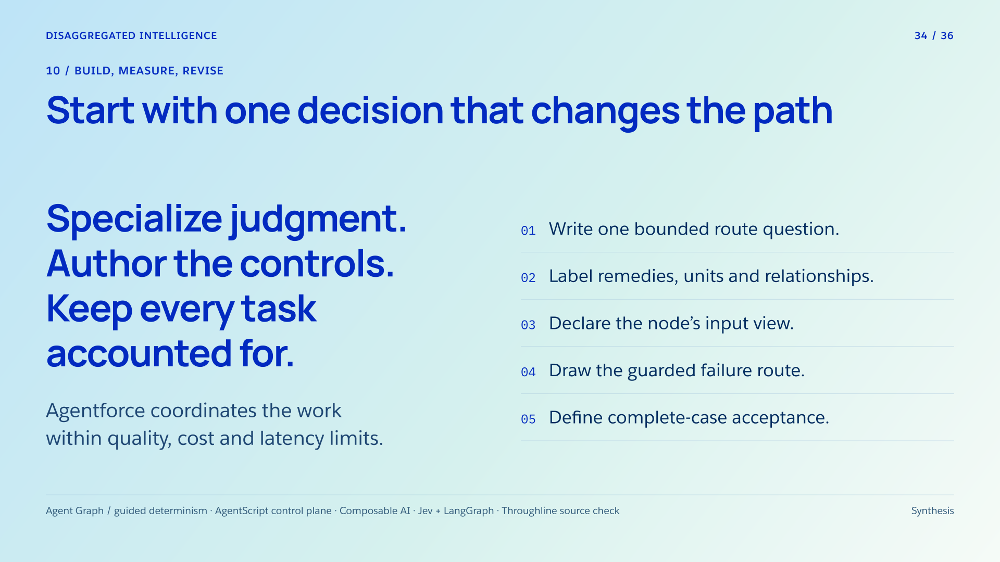 DISAGGREGATED INTELLIGENCE
34 / 36
10 / BUILD, MEASURE, REVISE
Start with one decision that changes the path
Specialize judgment.
Author the controls.
Keep every task
accounted for.
Agentforce coordinates the work
within quality, cost and latency limits.
01 Write one bounded route question.
02 Label remedies, units and relationships.
03 Declare the node’s input view.
04 Draw the guarded failure route.
05 Define complete-case acceptance.
Agent Graph / guided determinism · AgentScript control plane · Composable AI · Jev + LangGraph · Throughline source check
Synthesis